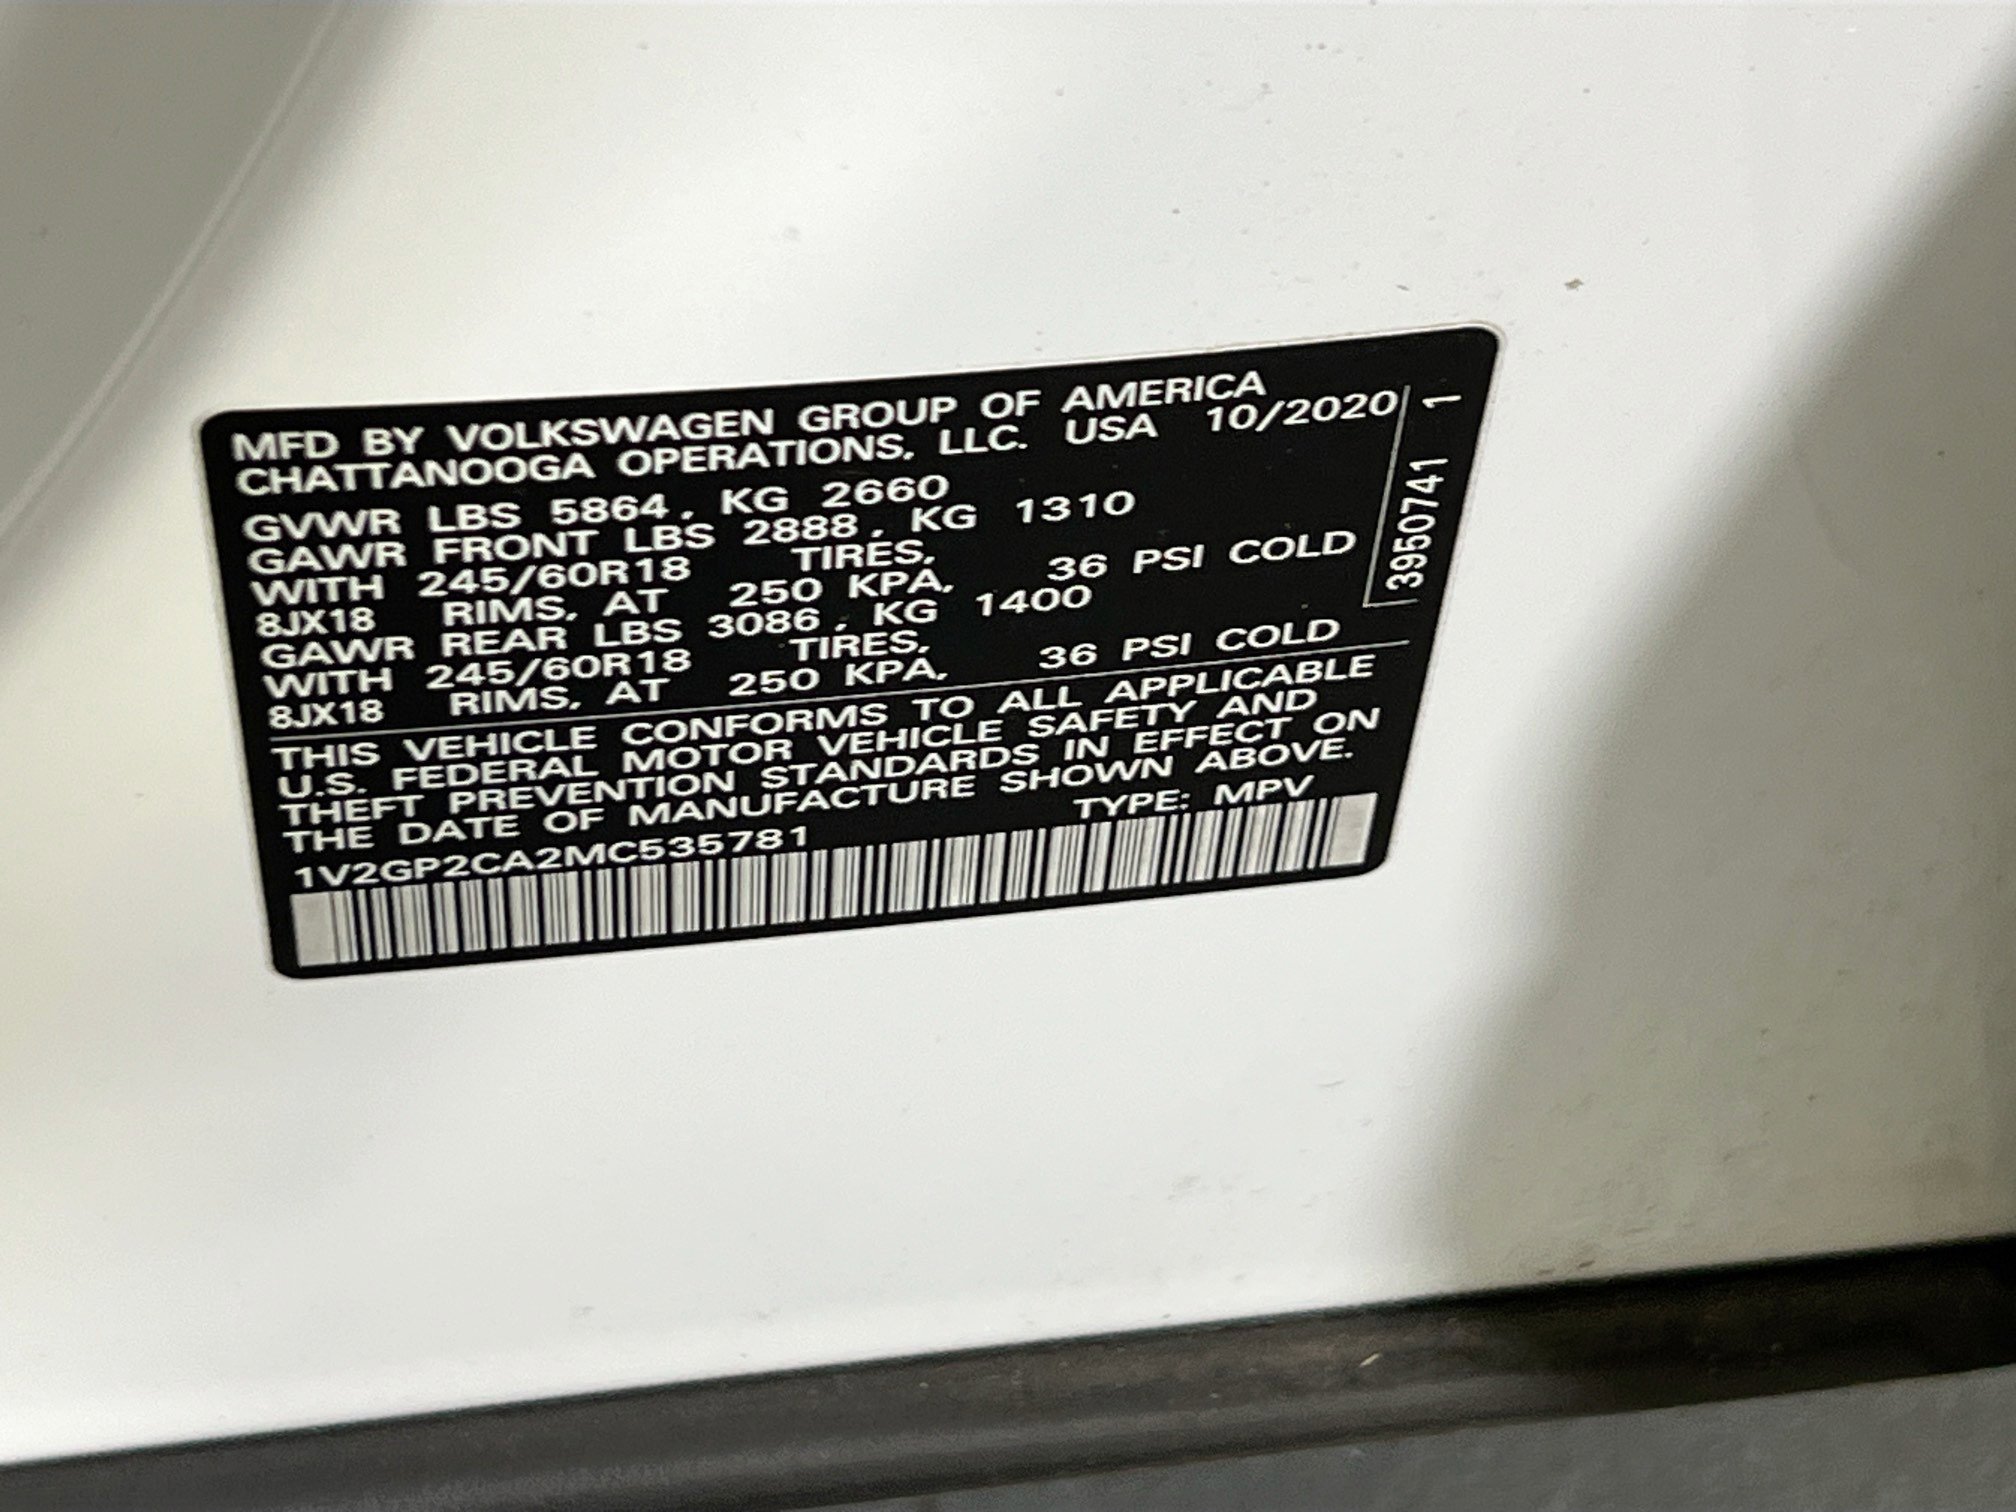 MFD BY VOLKSWAGEN GROUP OF AMERICA
CHATTANOOGA OPERATIONS, LLC. USA 10/2020
GVWR LBS 5864, KG 2660
GAWR FRONT LBS 2888, KG 1310
WITH 245/60R18 TIRES,
8JX18 RIMS, AT 250 KPA, 36 PSI COLD
GAWR REAR LBS 3086, KG 1400
WITH 245/60R18 TIRES,
8JX18 RIMS, AT 250 KPA, 36 PSI COLD
THIS VEHICLE CONFORMS TO ALL APPLICABLE
U.S. FEDERAL MOTOR VEHICLE SAFETY AND
THEFT PREVENTION STANDARDS IN EFFECT ON
THE DATE OF MANUFACTURE SHOWN ABOVE.
1V2GP2CA2MC535781 TYPE: MPV
3950741 1